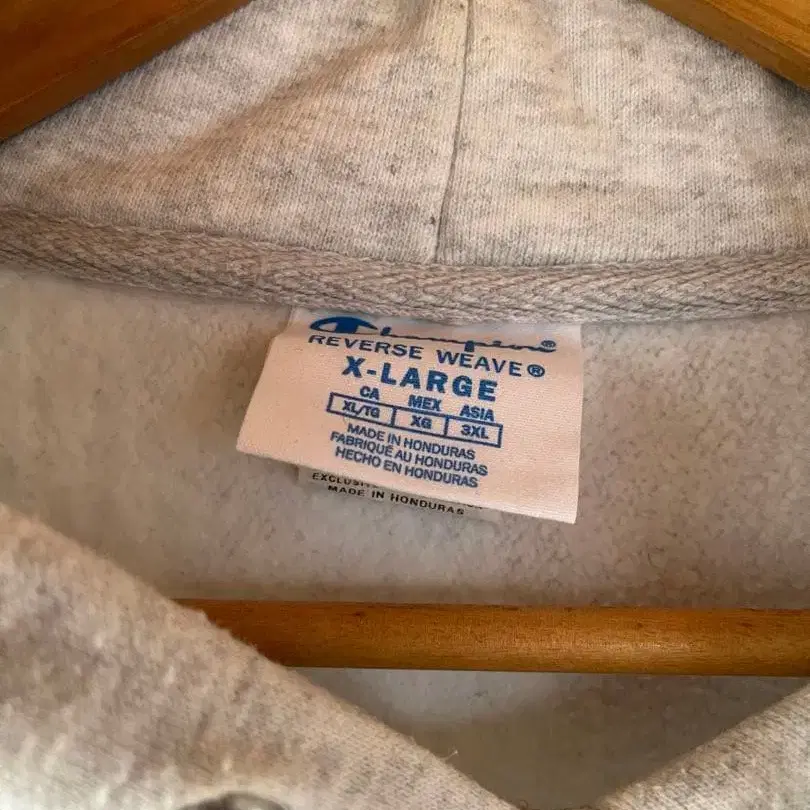 Champion®
REVERSE WEAVE®
X-LARGE
CA MEX ASIA
XL/TG XG 3XL
MADE IN HONDURAS
FABRIQUÉ AU HONDURAS
HECHO EN HONDURAS
MADE IN HONDURAS